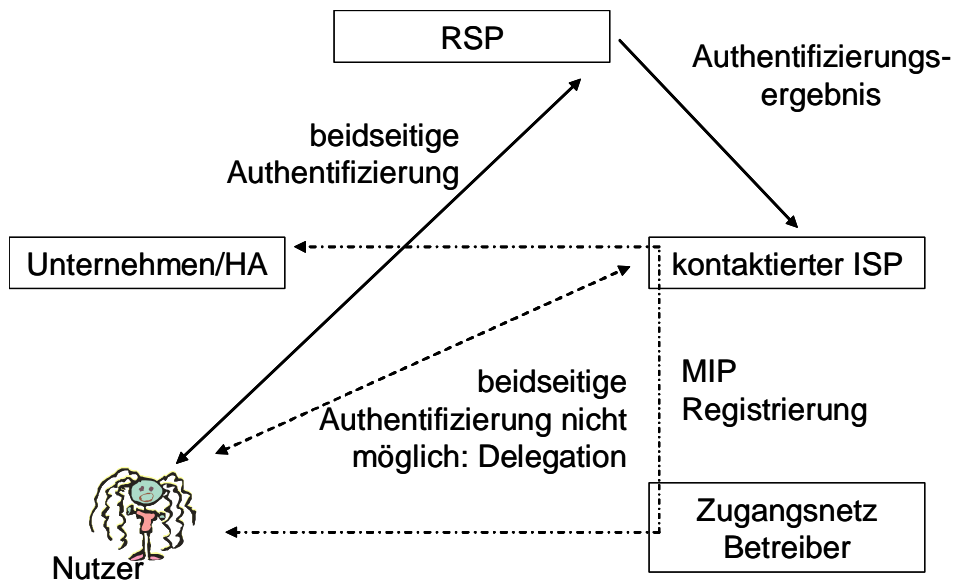 RSP
Authentifizierungs-
ergebnis
beidseitige
Authentifizierung
Unternehmen/HA
kontaktierter ISP
beidseitige
Authentifizierung nicht
möglich: Delegation
MIP
Registrierung
Zugangsnetz
Betreiber
Nutzer